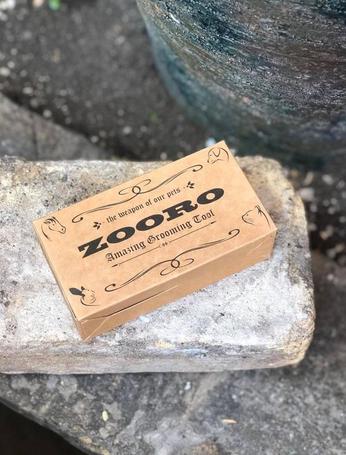 the weapon of our pets
ZOORO
Amazing Grooming Tool